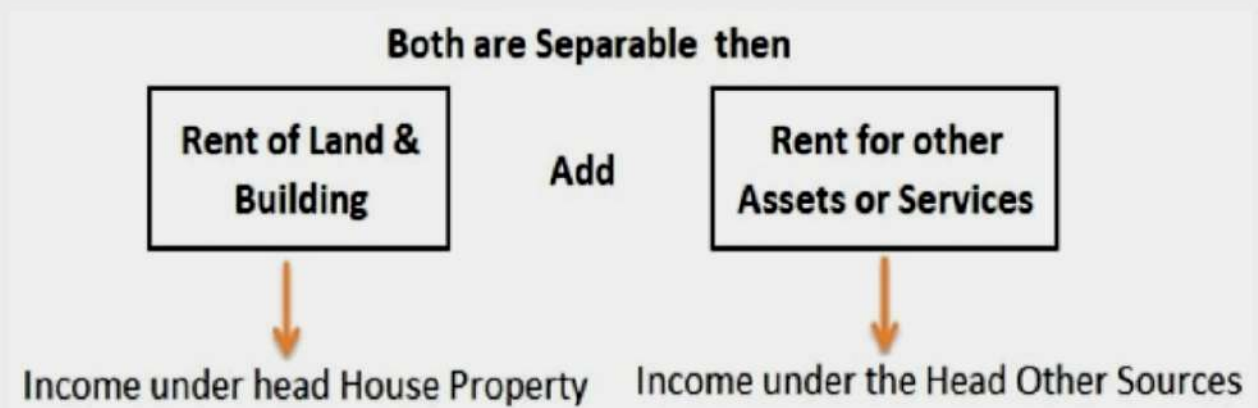 Both are Separable then
Rent of Land &
Building
Add
Rent for other
Assets or Services
Income under head House Property
Income under the Head Other Sources